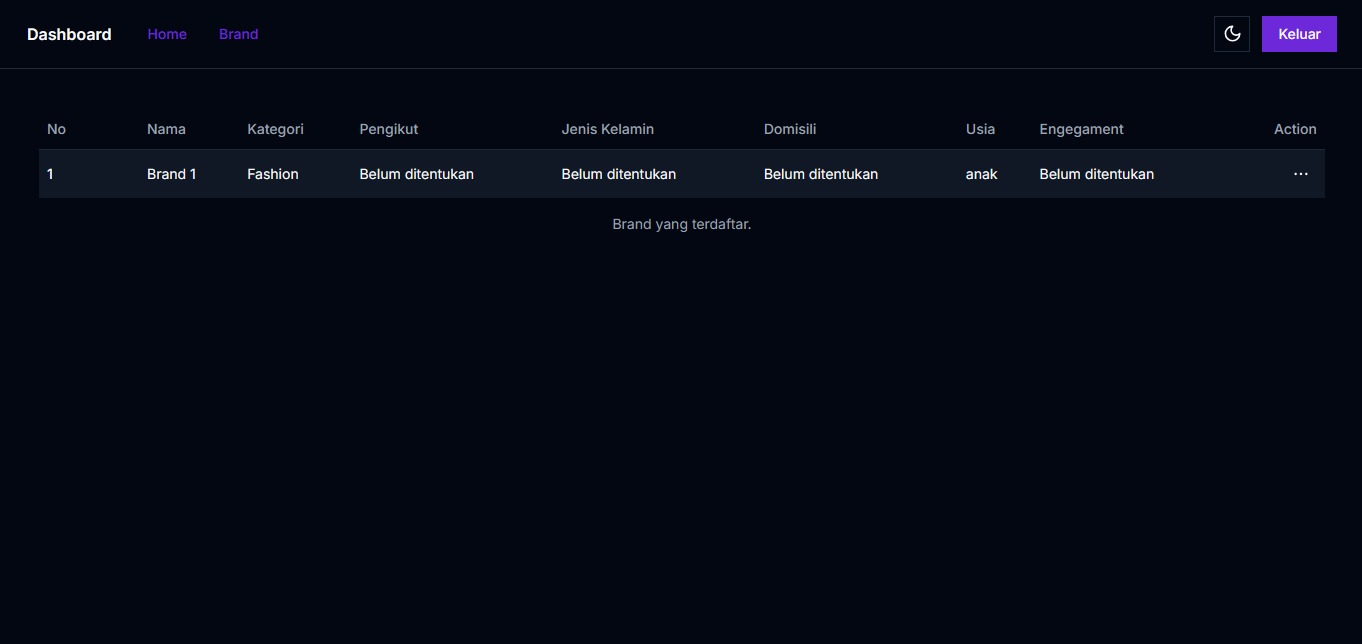 Dashboard Home Brand Keluar
No Nama Kategori Pengikut Jenis Kelamin Domisili Usia Engegament Action
1 Brand 1 Fashion Belum ditentukan Belum ditentukan Belum ditentukan anak Belum ditentukan ...
Brand yang terdaftar.